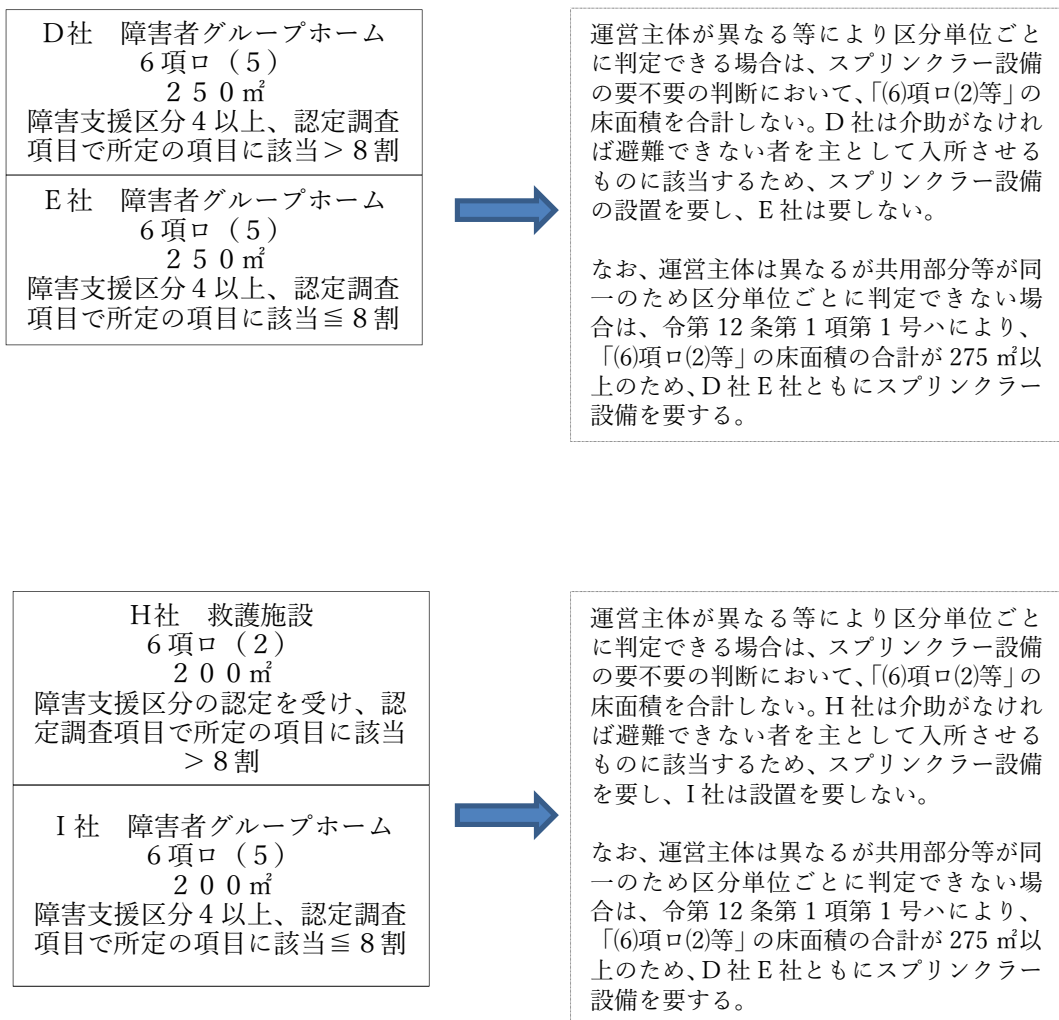 D社　障害者グループホーム
6項ロ（5）
２５０㎡
障害支援区分４以上、認定調査
項目で所定の項目に該当＞８割
E社　障害者グループホーム
6項ロ（5）
２５０㎡
障害支援区分４以上、認定調査
項目で所定の項目に該当≦８割
運営主体が異なる等により区分単位ごと
に判定できる場合は、スプリンクラー設備
の要不要の判断において、「⑹項ロ⑵等」の
床面積を合計しない。D 社は介助がなけれ
ば避難できない者を主として入所させる
ものに該当するため、スプリンクラー設備
の設置を要し、E 社は要しない。
なお、運営主体は異なるが共用部分等が同
一のため区分単位ごとに判定できない場
合は、令第 12 条第 1 項第 1 号ハにより、
「⑹項ロ⑵等」の床面積の合計が 275 ㎡以
上のため、D 社 E 社ともにスプリンクラー
設備を要する。
H社　救護施設
6項ロ（2）
２００㎡
障害支援区分の認定を受け、認
定調査項目で所定の項目に該当
＞８割
I 社　障害者グループホーム
6項ロ（5）
２００㎡
障害支援区分４以上、認定調査
項目で所定の項目に該当≦８割
運営主体が異なる等により区分単位ごと
に判定できる場合は、スプリンクラー設備
の要不要の判断において、「⑹項ロ⑵等」の
床面積を合計しない。H 社は介助がなけれ
ば避難できない者を主として入所させる
ものに該当するため、スプリンクラー設備
を要し、I 社は設置を要しない。
なお、運営主体は異なるが共用部分等が同
一のため区分単位ごとに判定できない場
合は、令第 12 条第 1 項第 1 号ハにより、
「⑹項ロ⑵等」の床面積の合計が 275 ㎡以
上のため、D 社 E 社ともにスプリンクラー
設備を要する。